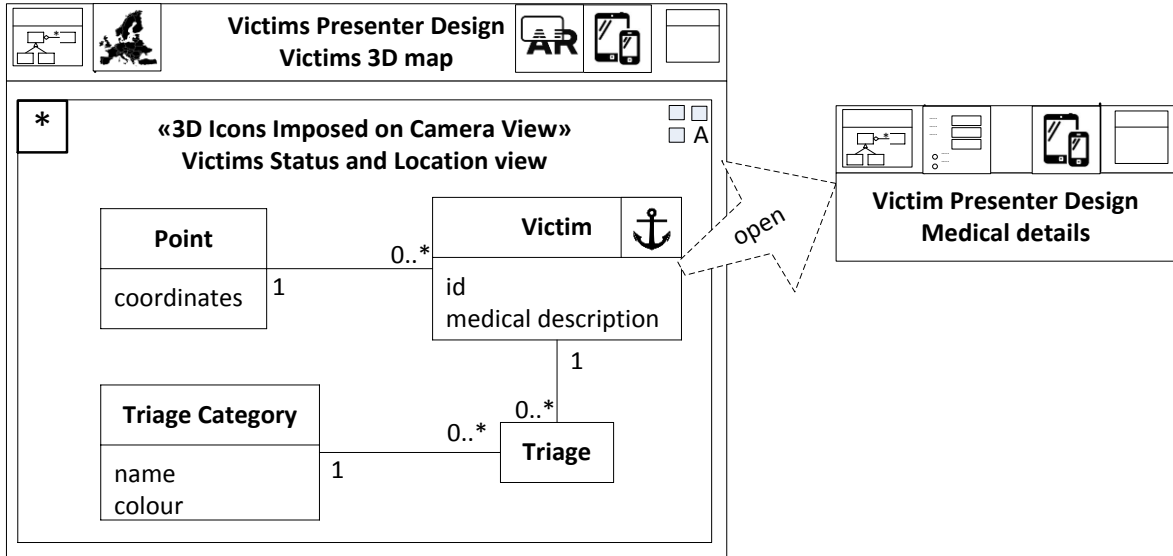 Victims Presenter Design
Victims 3D map
*
AR
*
«3D Icons Imposed on Camera View»
Victims Status and Location view
A
Point
coordinates
1
0..*
Victim
id
medical description
1
0..*
Triage Category
name
colour
1
0..*
Triage
open
*
Victim Presenter Design
Medical details